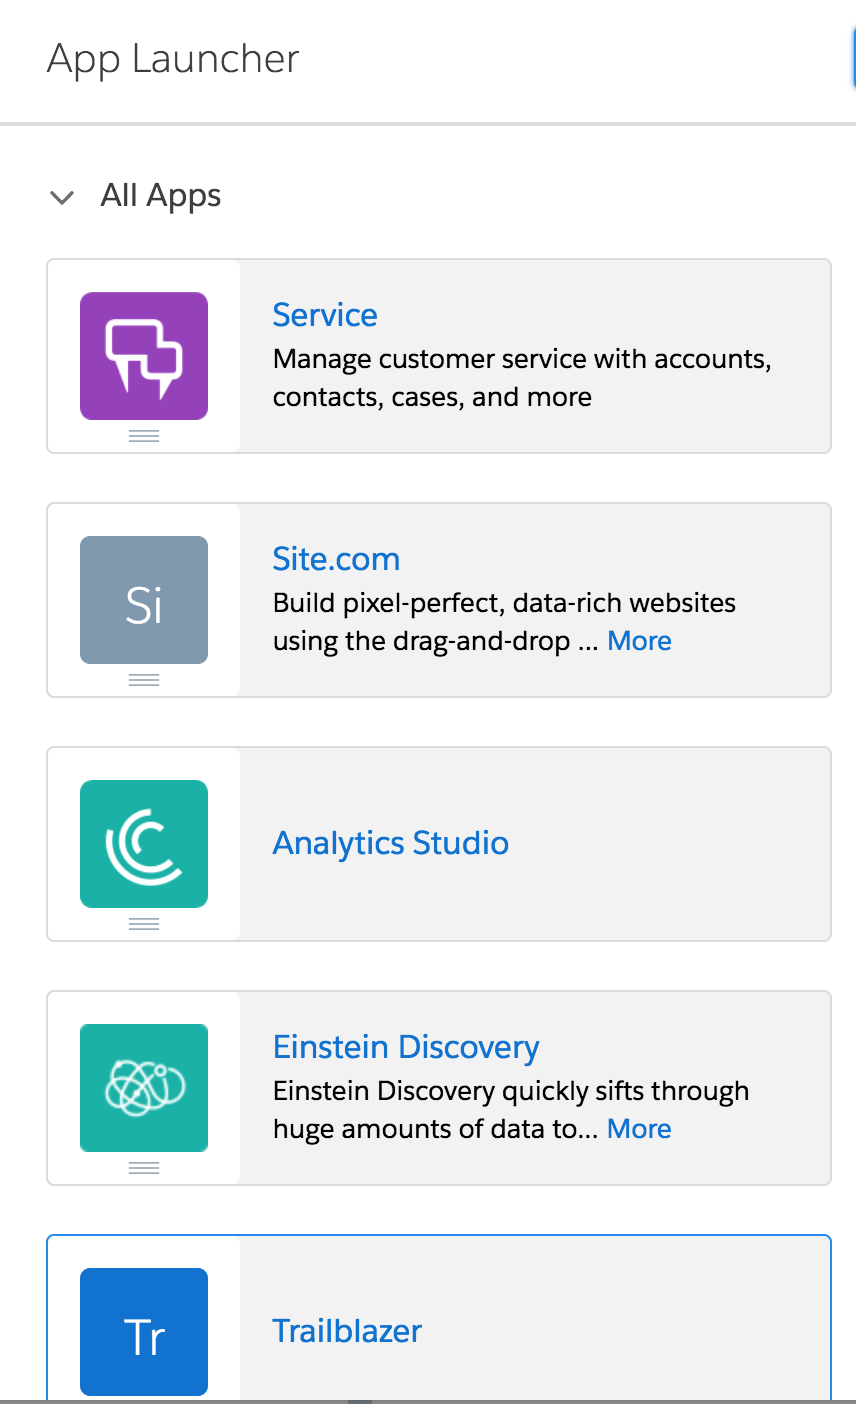 App Launcher
All Apps
Service
Manage customer service with accounts,
contacts, cases, and more
Si
Site.com
Build pixel-perfect, data-rich websites
using the drag-and-drop ... More
Analytics Studio
Einstein Discovery
Einstein Discovery quickly sifts through
huge amounts of data to... More
Tr
Trailblazer